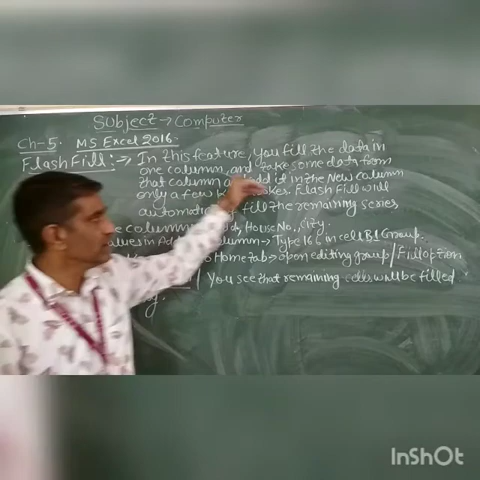 Subject → Computer
Ch-5. MS Excel 2016.
Flash Fill:→ In this feature, you fill the data in
one column, and take some data from
that column add it in the New column
only a few Flash Fill will
fill the remaining series
column House No., City.
column → Type 166 in cell B1 Group.
Home tab → open editing group / Fill option
/ You see that remaining cells will be filled
InShOt